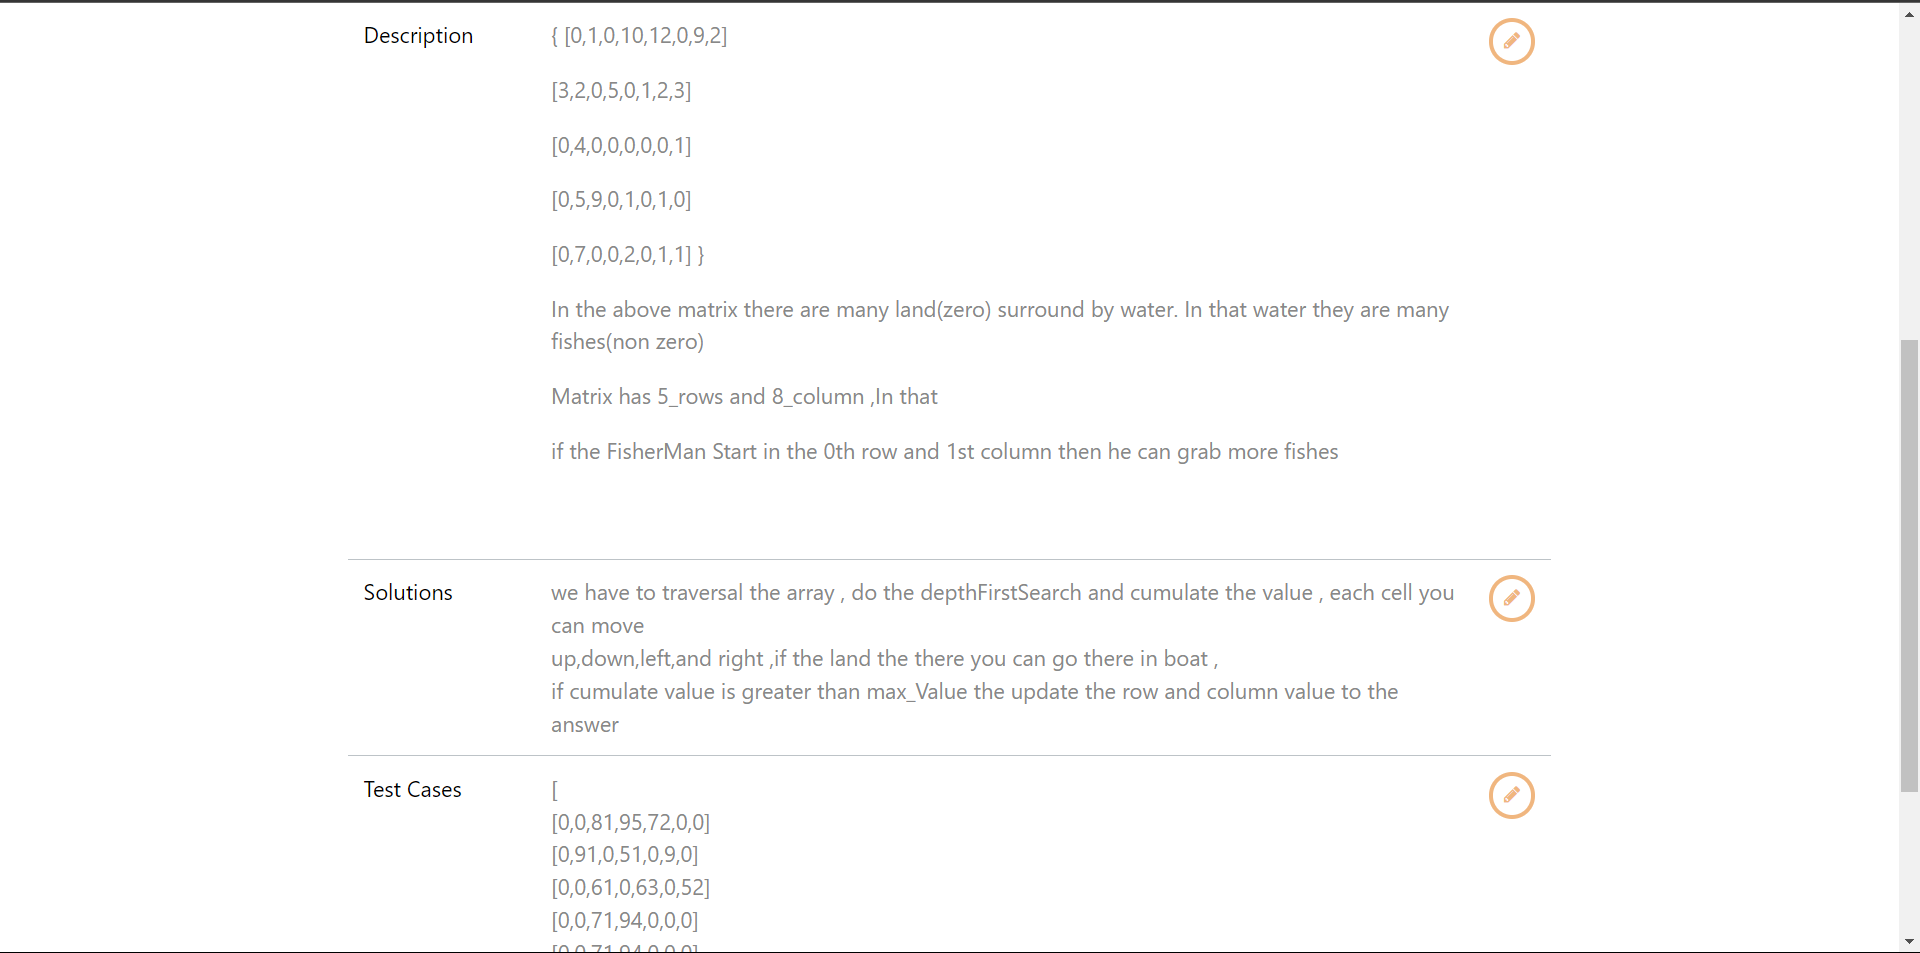 Description
{ [0,1,0,10,12,0,9,2]
[3,2,0,5,0,1,2,3]
[0,4,0,0,0,0,0,1]
[0,5,9,0,1,0,1,0]
[0,7,0,0,2,0,1,1] }
In the above matrix there are many land(zero) surround by water. In that water they are many
fishes(non zero)
Matrix has 5_rows and 8_column ,In that
if the FisherMan Start in the 0th row and 1st column then he can grab more fishes
Solutions
we have to traversal the array , do the depthFirstSearch and cumulate the value , each cell you
can move
up,down,left,and right ,if the land the there you can go there in boat ,
if cumulate value is greater than max_Value the update the row and column value to the
answer
Test Cases
[
[0,0,81,95,72,0,0]
[0,91,0,51,0,9,0]
[0,0,61,0,63,0,52]
[0,0,71,94,0,0,0]
[0,0,71,94,0,0,0]